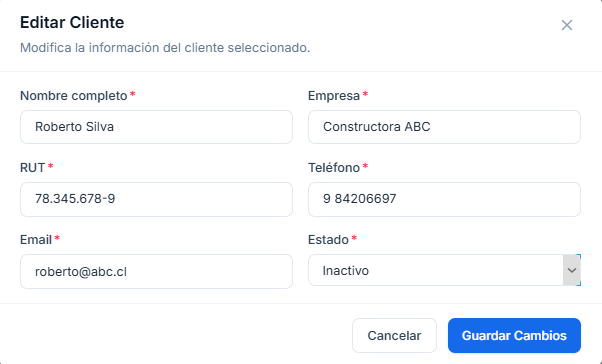 Editar Cliente
Modifica la información del cliente seleccionado.
Nombre completo *
Empresa *
Roberto Silva
Constructora ABC
RUT *
Teléfono *
78.345.678-9
9 84206697
Email *
Estado *
roberto@abc.cl
Inactivo
Cancelar
Guardar Cambios